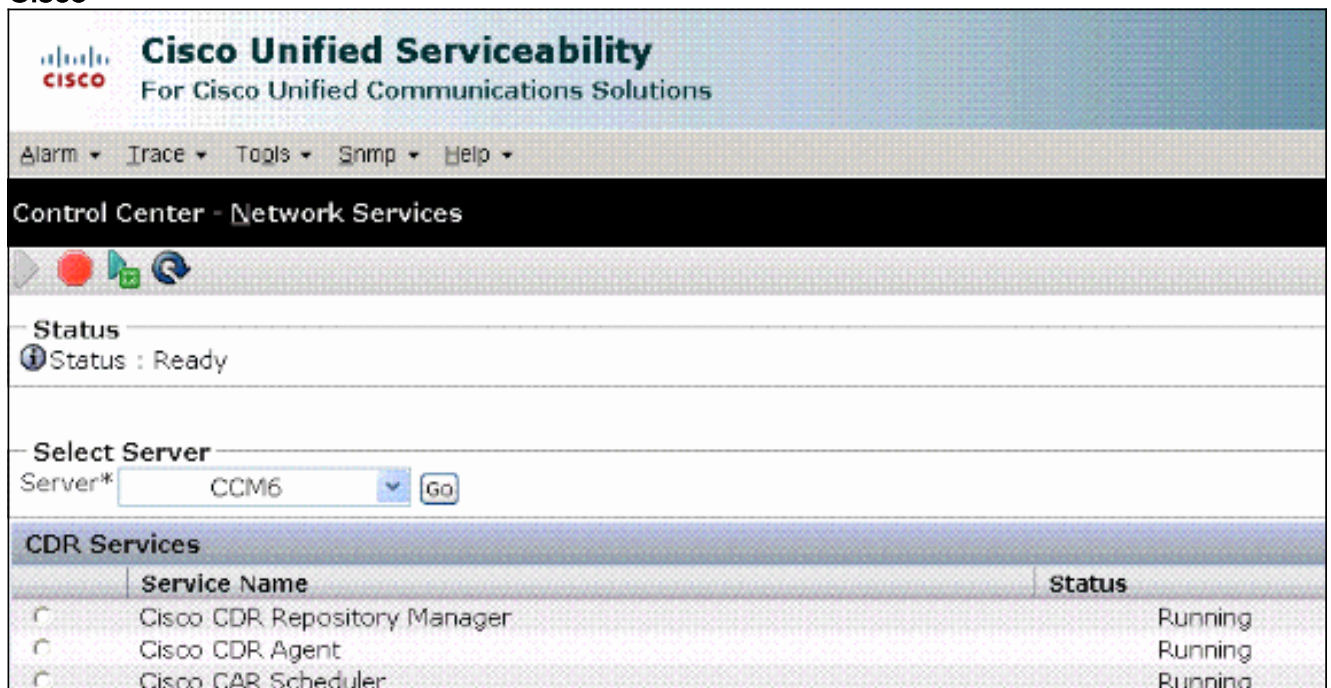 Cisco
Cisco Unified Serviceability
CISCO
For Cisco Unified Communications Solutions
Alarm Trace Tools Snmp Help
Control Center - Network Services
Status
Status : Ready
Select Server
Server* CCM6 Go
CDR Services
Service Name Status
Cisco CDR Repository Manager Running
Cisco CDR Agent Running
Cisco CAR Scheduler Running